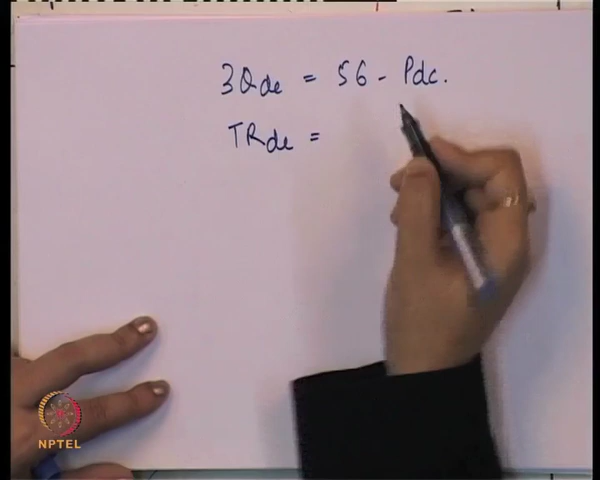 3Qde = 56 - Pdc.
TRde =
NPTEL